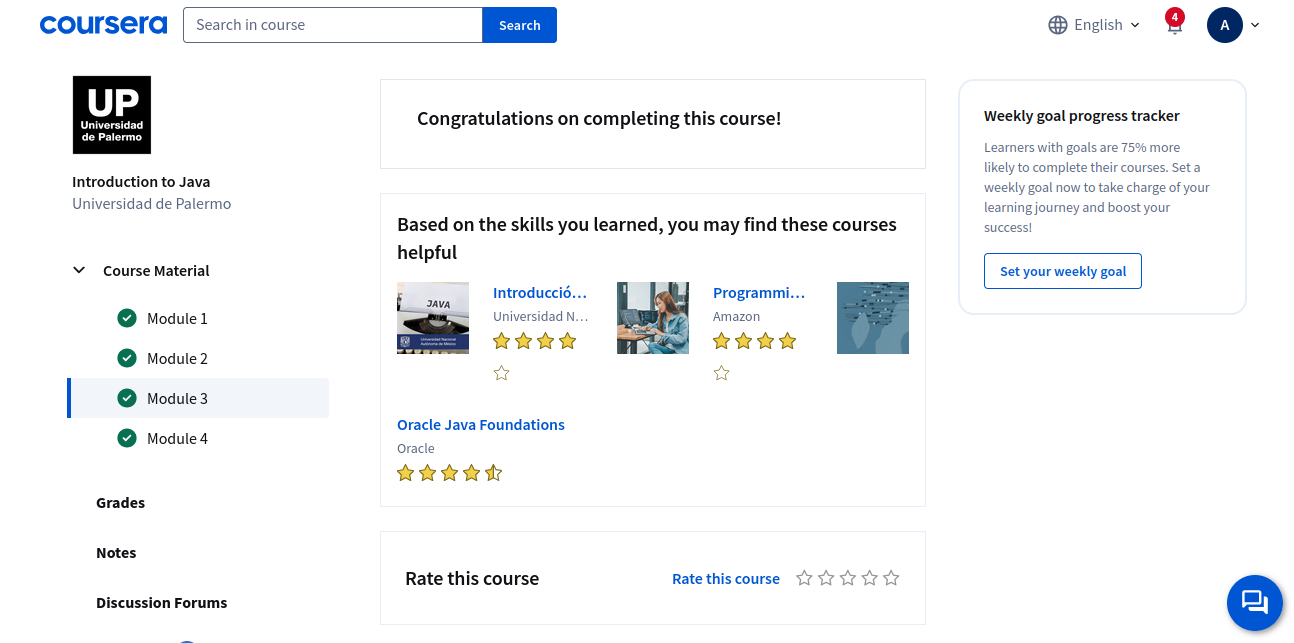 coursera
Search in course
Search
English
4
A
UP
Universidad
de Palermo
Introduction to Java
Universidad de Palermo
Course Material
Module 1
Module 2
Module 3
Module 4
Grades
Notes
Discussion Forums
Congratulations on completing this course!
Based on the skills you learned, you may find these courses
helpful
JAVA
Universidad Nacional
Autónoma de México
Introducció...
Universidad N...
Programmi...
Amazon
Oracle Java Foundations
Oracle
Rate this course
Rate this course
Weekly goal progress tracker
Learners with goals are 75% more
likely to complete their courses. Set a
weekly goal now to take charge of your
learning journey and boost your
success!
Set your weekly goal